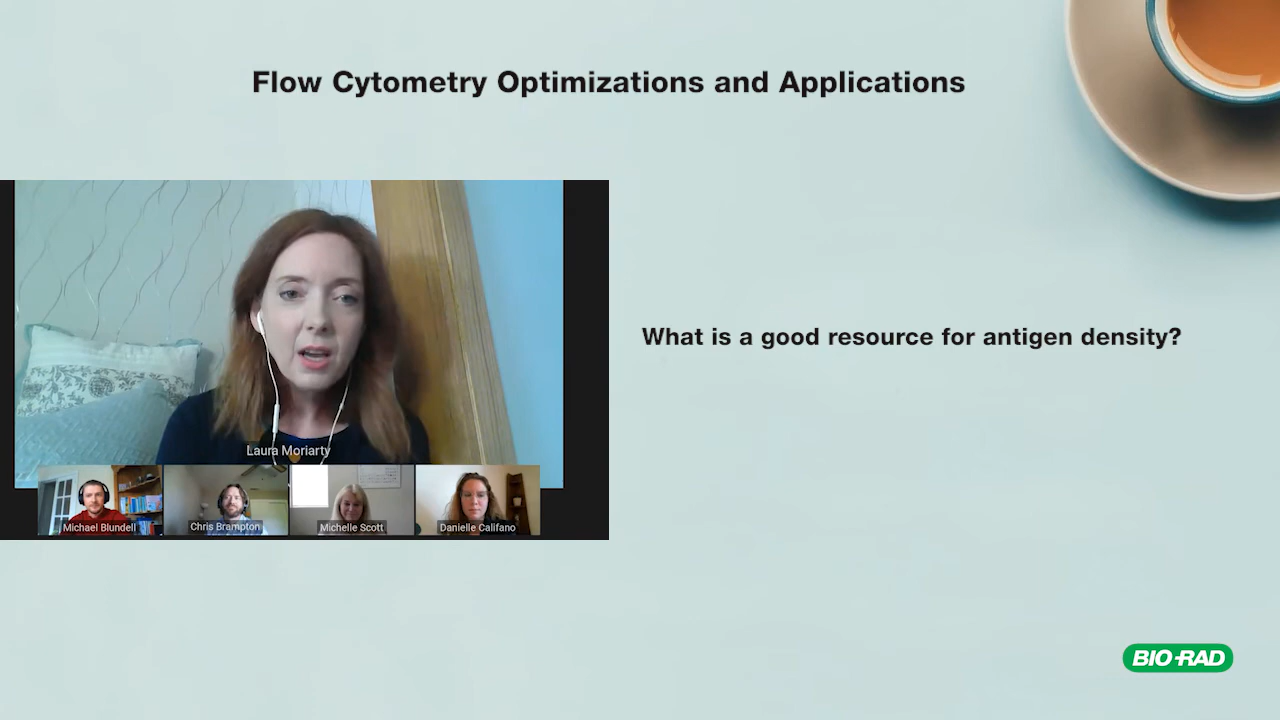 Flow Cytometry Optimizations and Applications
What is a good resource for antigen density?
Laura Moriarty
Michael Blundell
Chris Brampton
Michelle Scott
Danielle Califano
BIO-RAD